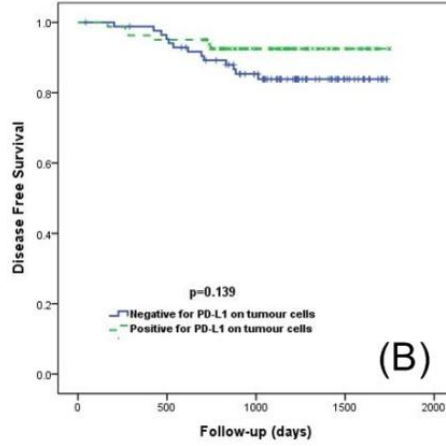 1.0
0.8
0.6
0.4
0.2
0.0
Disease Free Survival
p=0.139
Negative for PD-L1 on tumour cells
Positive for PD-L1 on tumour cells
(B)
0 500 1000 1500 2000
Follow-up (days)